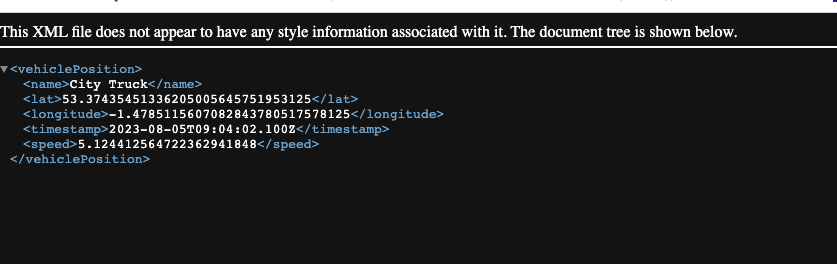 This XML file does not appear to have any style information associated with it. The document tree is shown below.
<vehiclePosition>
<name>City Truck</name>
<lat>53.37435451336205005645751953125</lat>
<longitude>-1.4785115607082843780517578125</longitude>
<timestamp>2023-08-05T09:04:02.100Z</timestamp>
<speed>5.124412564722362941848</speed>
</vehiclePosition>